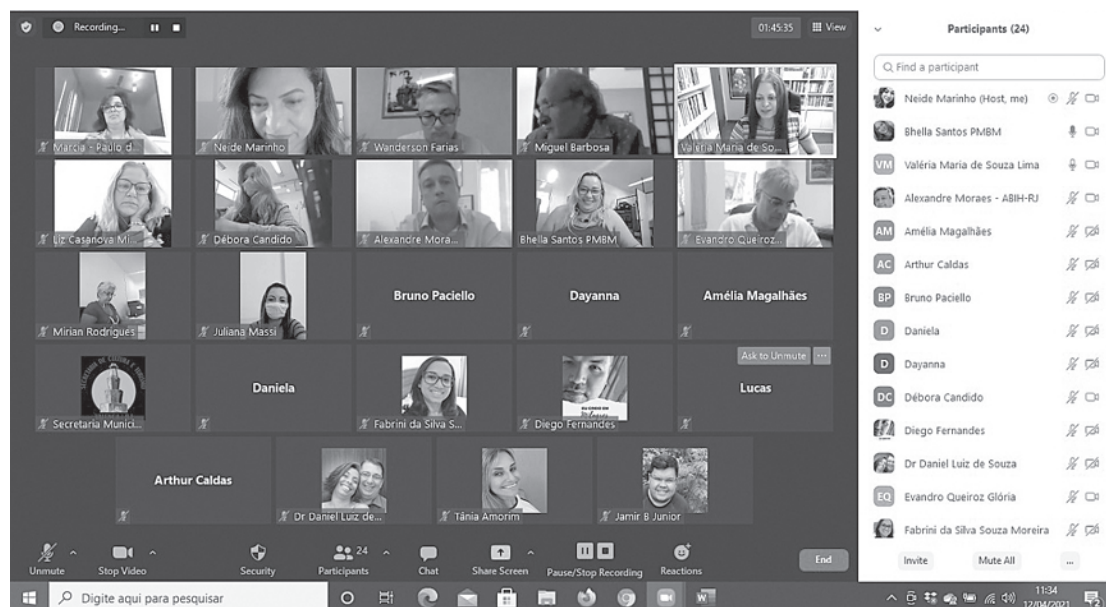 Recording...
01:45:35
View
Marcia - Paulo d...
Neide Marinho
Wanderson Farias
Miguel Barbosa
Valéria Maria de So...
Liz Casanova Mi...
Débora Candido
Alexandre Mora...
Bhella Santos PMBM
Evandro Queiroz...
Mirian Rodrigues
Juliana Massi
Bruno Paciello
Dayanna
Amélia Magalhães
Secretaria Munici...
Daniela
Fabrini da Silva S...
Diego Fernandes
Ask to Unmute ...
Lucas
Arthur Caldas
Dr Daniel Luiz de...
Tânia Amorim
Jamir B Junior
Unmute
Stop Video
Security
24
Participants
Chat
Share Screen
Pause/Stop Recording
Reactions
End
Participants (24)
Find a participant
Neide Marinho (Host, me)
Bhella Santos PMBM
VM Valéria Maria de Souza Lima
Alexandre Moraes - ABIH-RJ
AM Amélia Magalhães
AC Arthur Caldas
BP Bruno Paciello
D Daniela
D Dayanna
DC Débora Candido
Diego Fernandes
Dr Daniel Luiz de Souza
EQ Evandro Queiroz Glória
Fabrini da Silva Souza Moreira
Invite
Mute All
...
Digite aqui para pesquisar
11:34
12/04/2021